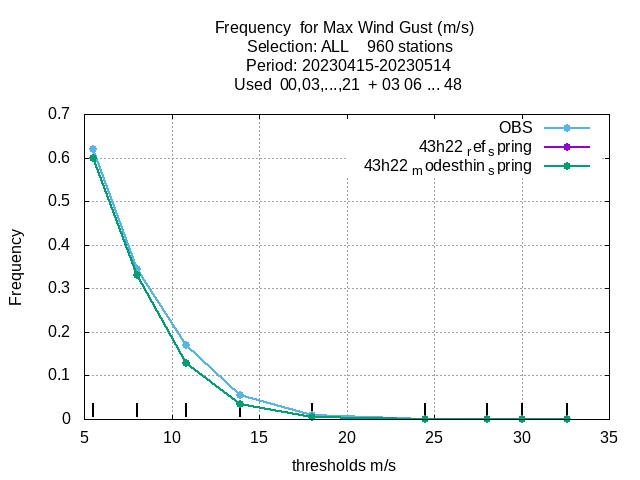 Frequency  for Max Wind Gust (m/s)
Selection: ALL    960 stations
Period: 20230415-20230514
Used  00,03,...,21  + 03 06 ... 48
0.7
0.6
0.5
0.4
0.3
0.2
0.1
0
Frequency
OBS
43h22 ref spring
43h22 modesthin spring
5 10 15 20 25 30 35
thresholds m/s